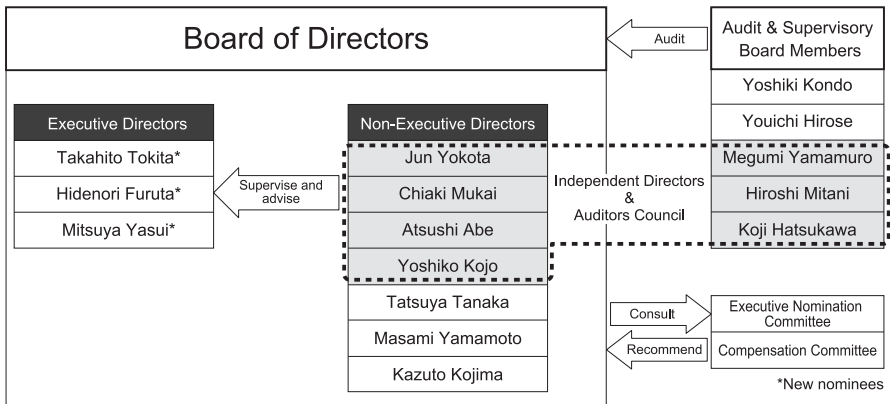 Board of Directors
Audit
Audit & Supervisory
Board Members
Yoshiki Kondo
Youichi Hirose
Megumi Yamamuro
Hiroshi Mitani
Koji Hatsukawa
Executive Directors
Takahito Tokita*
Hidenori Furuta*
Mitsuya Yasui*
Supervise and
advise
Non-Executive Directors
Jun Yokota
Chiaki Mukai
Atsushi Abe
Yoshiko Kojo
Tatsuya Tanaka
Masami Yamamoto
Kazuto Kojima
Independent Directors
&
Auditors Council
Consult
Recommend
Executive Nomination
Committee
Compensation Committee
*New nominees